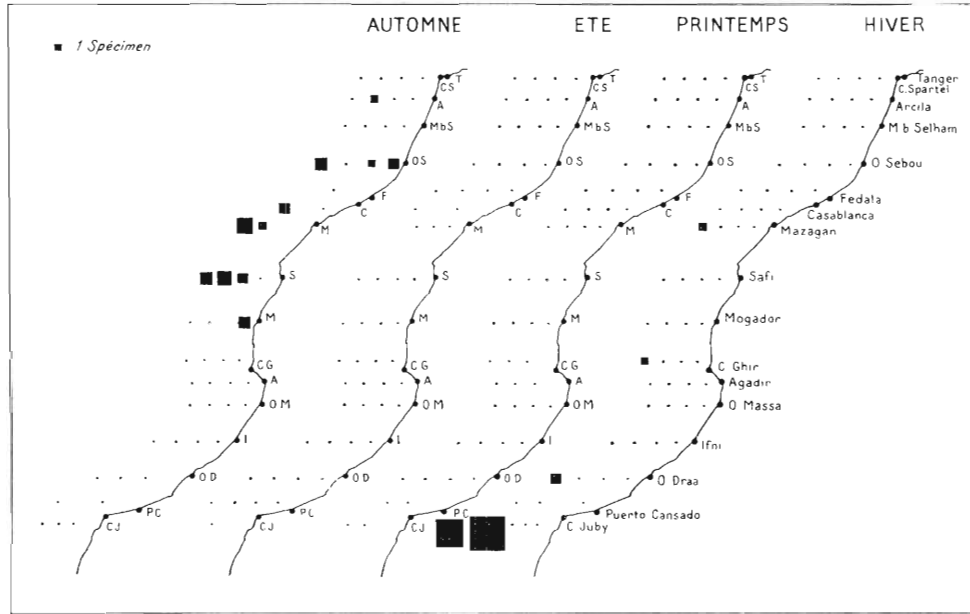 AUTOMNE ETE PRINTEMPS HIVER
1 Spécimen
T T T Tanger
CS CS CS C.Spartel
A A A Arcila
MbS MbS MbS M b Selham
OS OS OS O Sebou
F F F Fedala
C C C Casablanca
M M M Mazagan
S S S Safi
M M M Mogador
CG CG CG C Ghir
A A A Agadir
OM OM OM O Massa
I I I Ifni
OD OD OD O Draa
PC PC PC Puerto Cansado
CJ CJ CJ C Juby